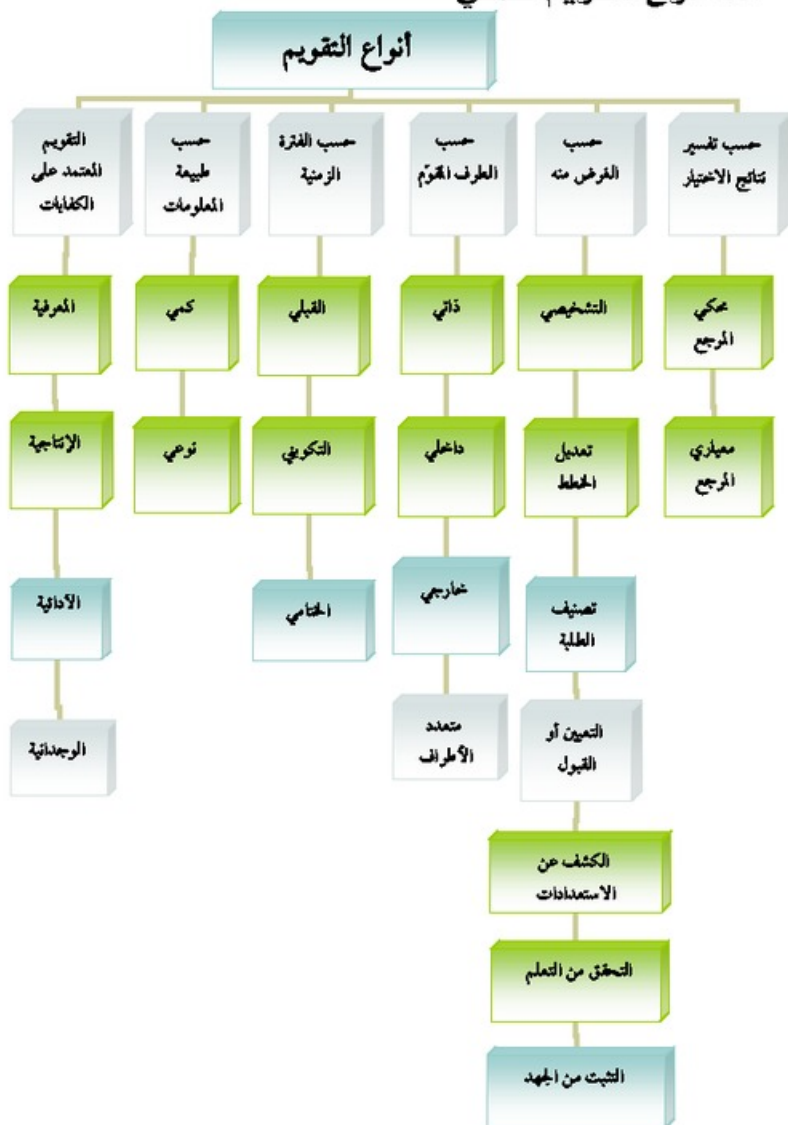 أنواع التقويم
حسب تفسير
نتائج الاختبار
حسب
الغرض منه
حسب
الطرف المقوّم
حسب الفترة
الزمنية
حسب
طبيعة
المعلومات
التقويم
المعتمد على
الكفايات
محكي
المرجع
التشخيصي
ذاتي
القبلي
كمي
المعرفية
معياري
المرجع
تعديل
الخطط
داخلي
التكويني
نوعي
الإنتاجية
تصنيف
الطلبة
خارجي
الختامي
الآدائية
التعيين أو
القبول
متعدد
الأطراف
الوجدانية
الكشف عن
الاستعدادات
التحقق من التعلم
التثبت من الجهد